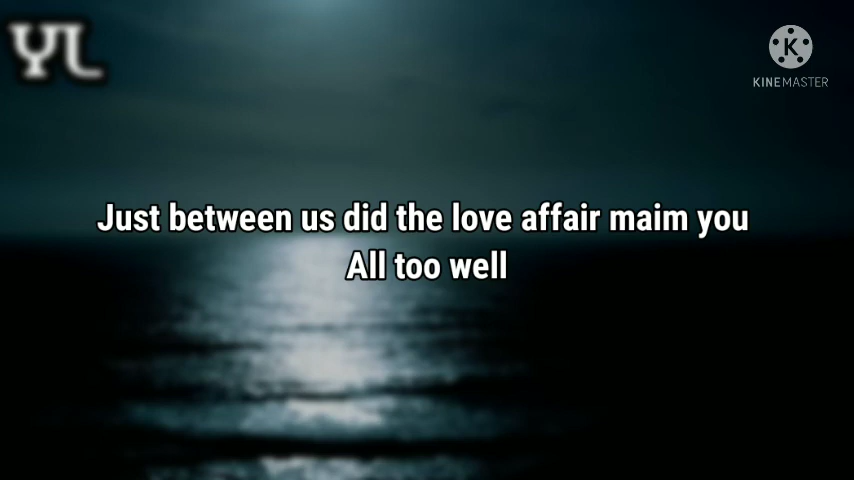 YL
K
KINEMASTER
Just between us did the love affair maim you
All too well